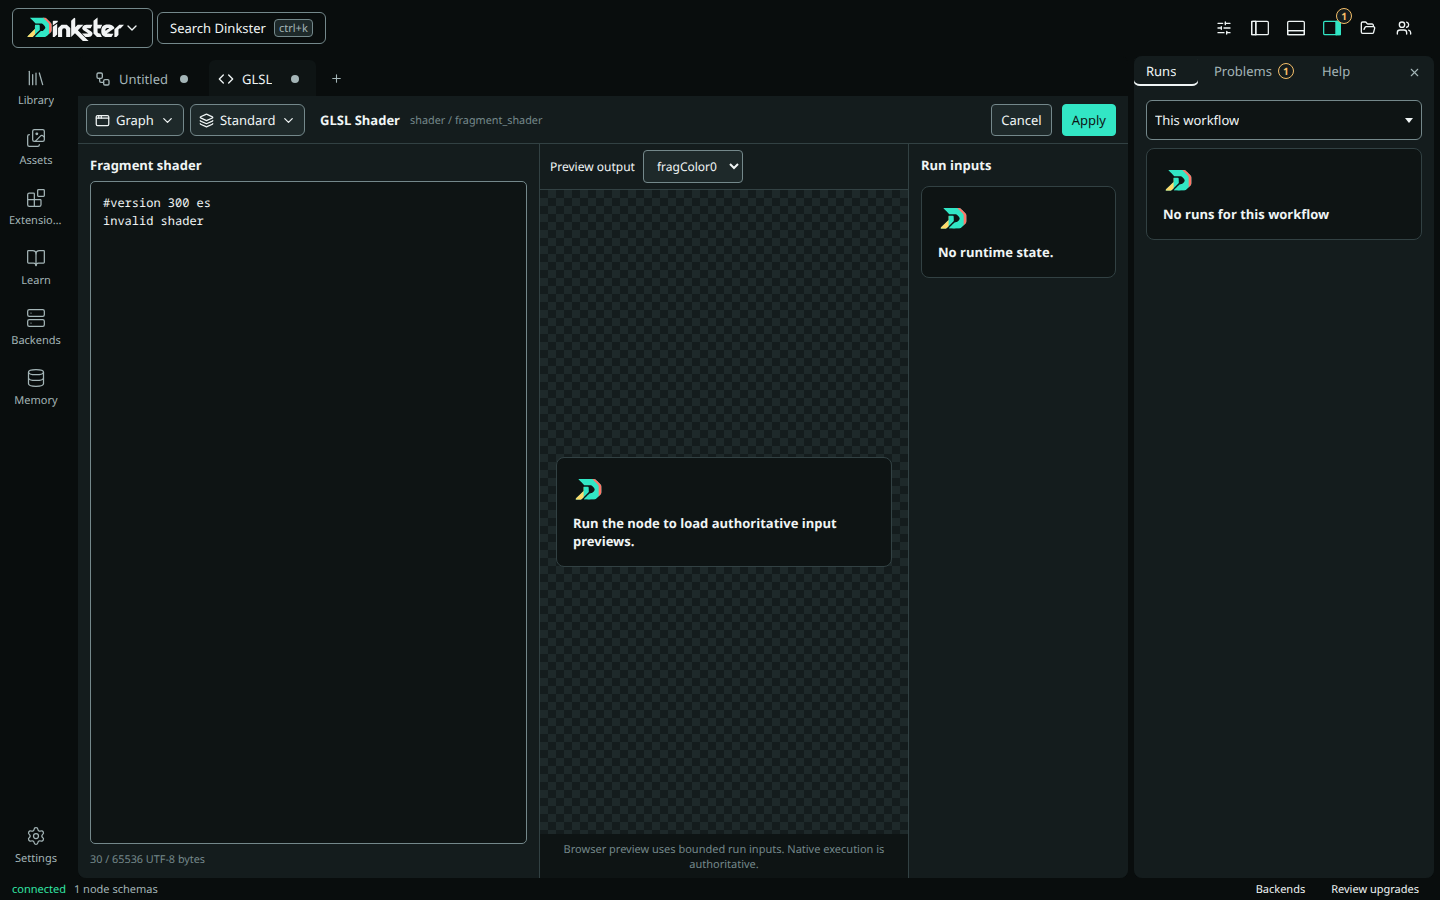 Dinkster
Search Dinkster ctrl+k
1
Library
Assets
Extensio...
Learn
Backends
Memory
Settings
Untitled
GLSL
Graph
Standard
GLSL Shader
shader / fragment_shader
Cancel
Apply
Fragment shader
#version 300 es
invalid shader
30 / 65536 UTF-8 bytes
Preview output
fragColor0
Run the node to load authoritative input
previews.
Browser preview uses bounded run inputs. Native execution is
authoritative.
Run inputs
No runtime state.
Runs
Problems 1
Help
This workflow
No runs for this workflow
connected
1 node schemas
Backends
Review upgrades